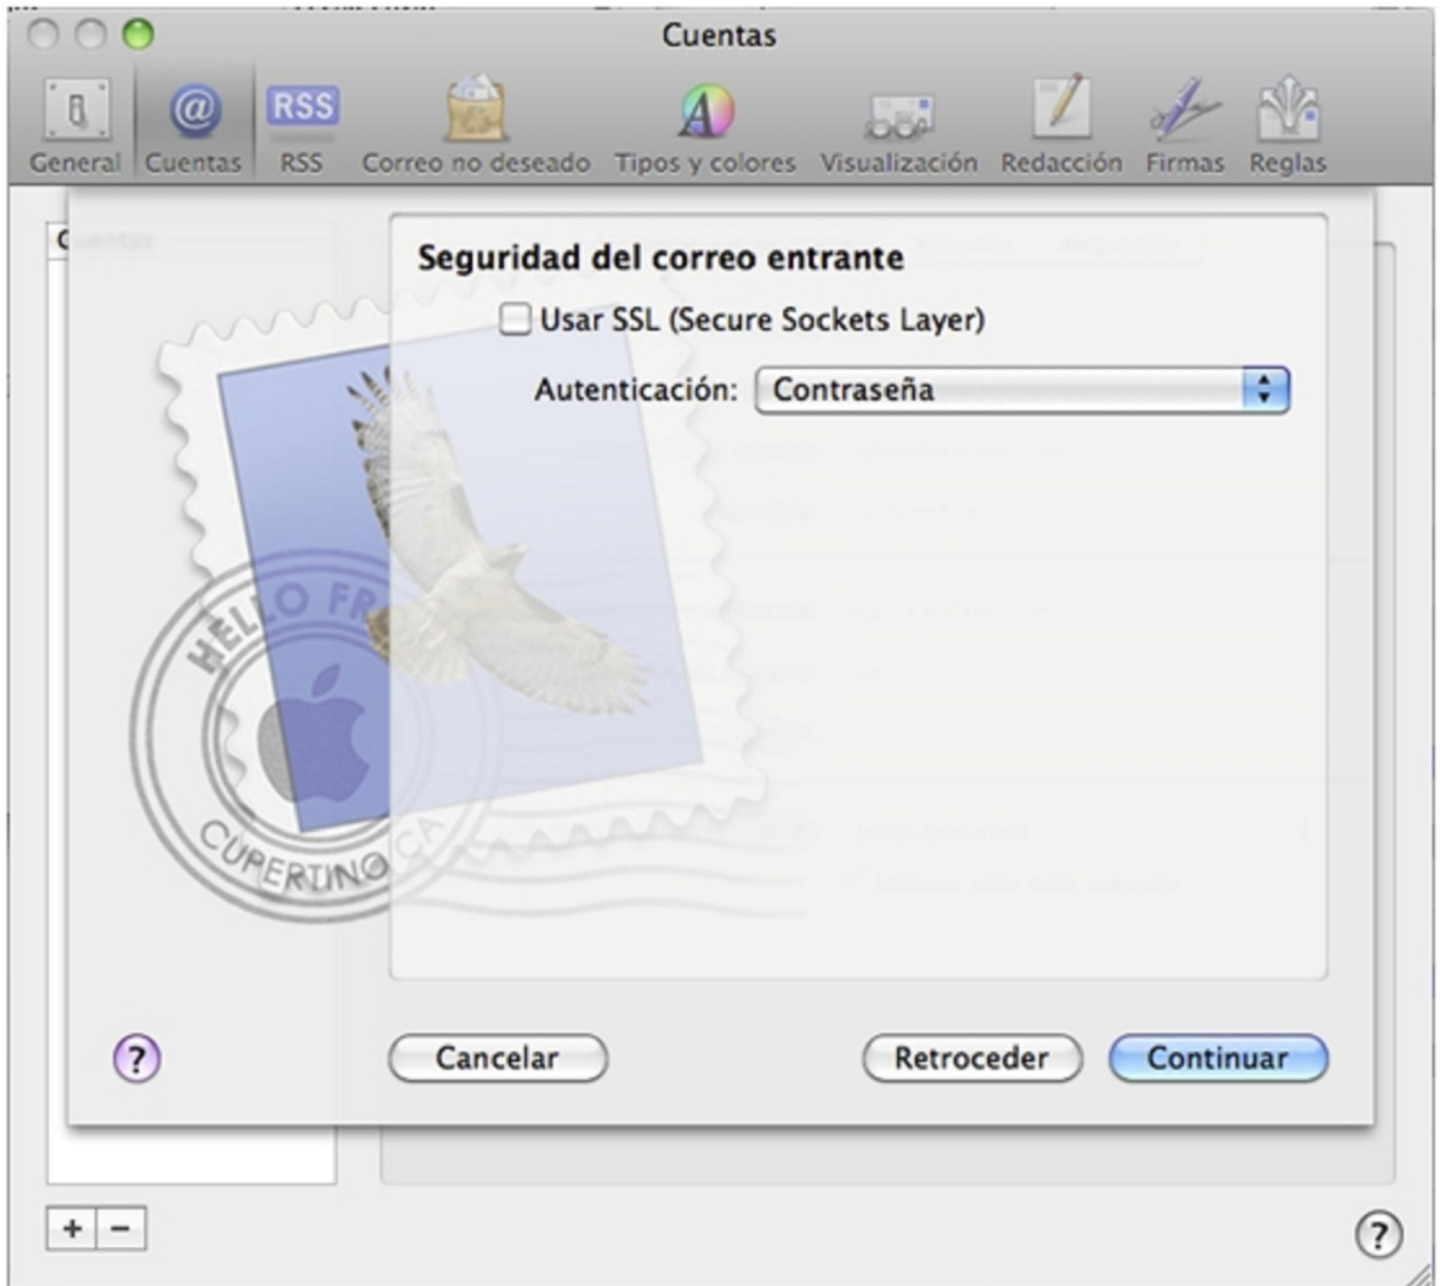 Cuentas
General Cuentas RSS Correo no deseado Tipos y colores Visualización Redacción Firmas Reglas
RSS
Cuentas
Seguridad del correo entrante
Usar SSL (Secure Sockets Layer)
Autenticación: Contraseña
HELLO FR
CUPERTINO CA
? Cancelar Retroceder Continuar
+ − ?